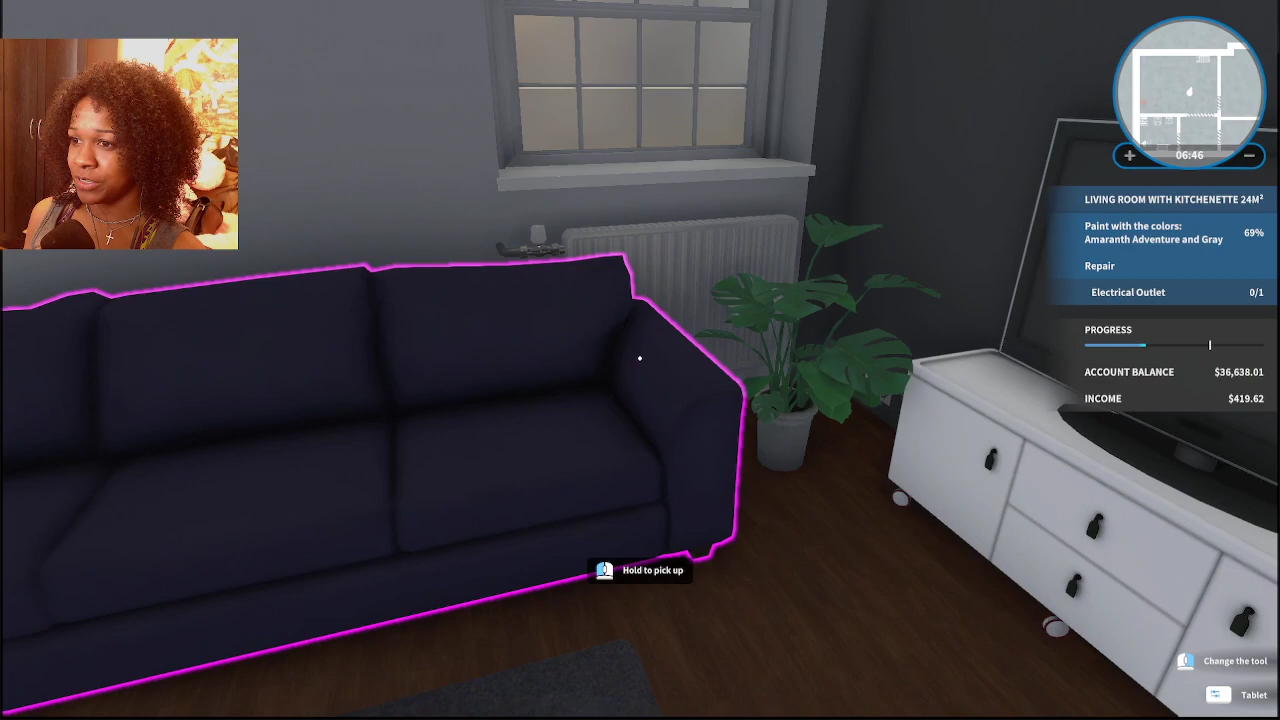 + 06:46 −
LIVING ROOM WITH KITCHENETTE 24M²
Paint with the colors:
Amaranth Adventure and Gray 69%
Repair
Electrical Outlet 0/1
PROGRESS
ACCOUNT BALANCE $36,638.01
INCOME $419.62
Hold to pick up
Change the tool
Tablet